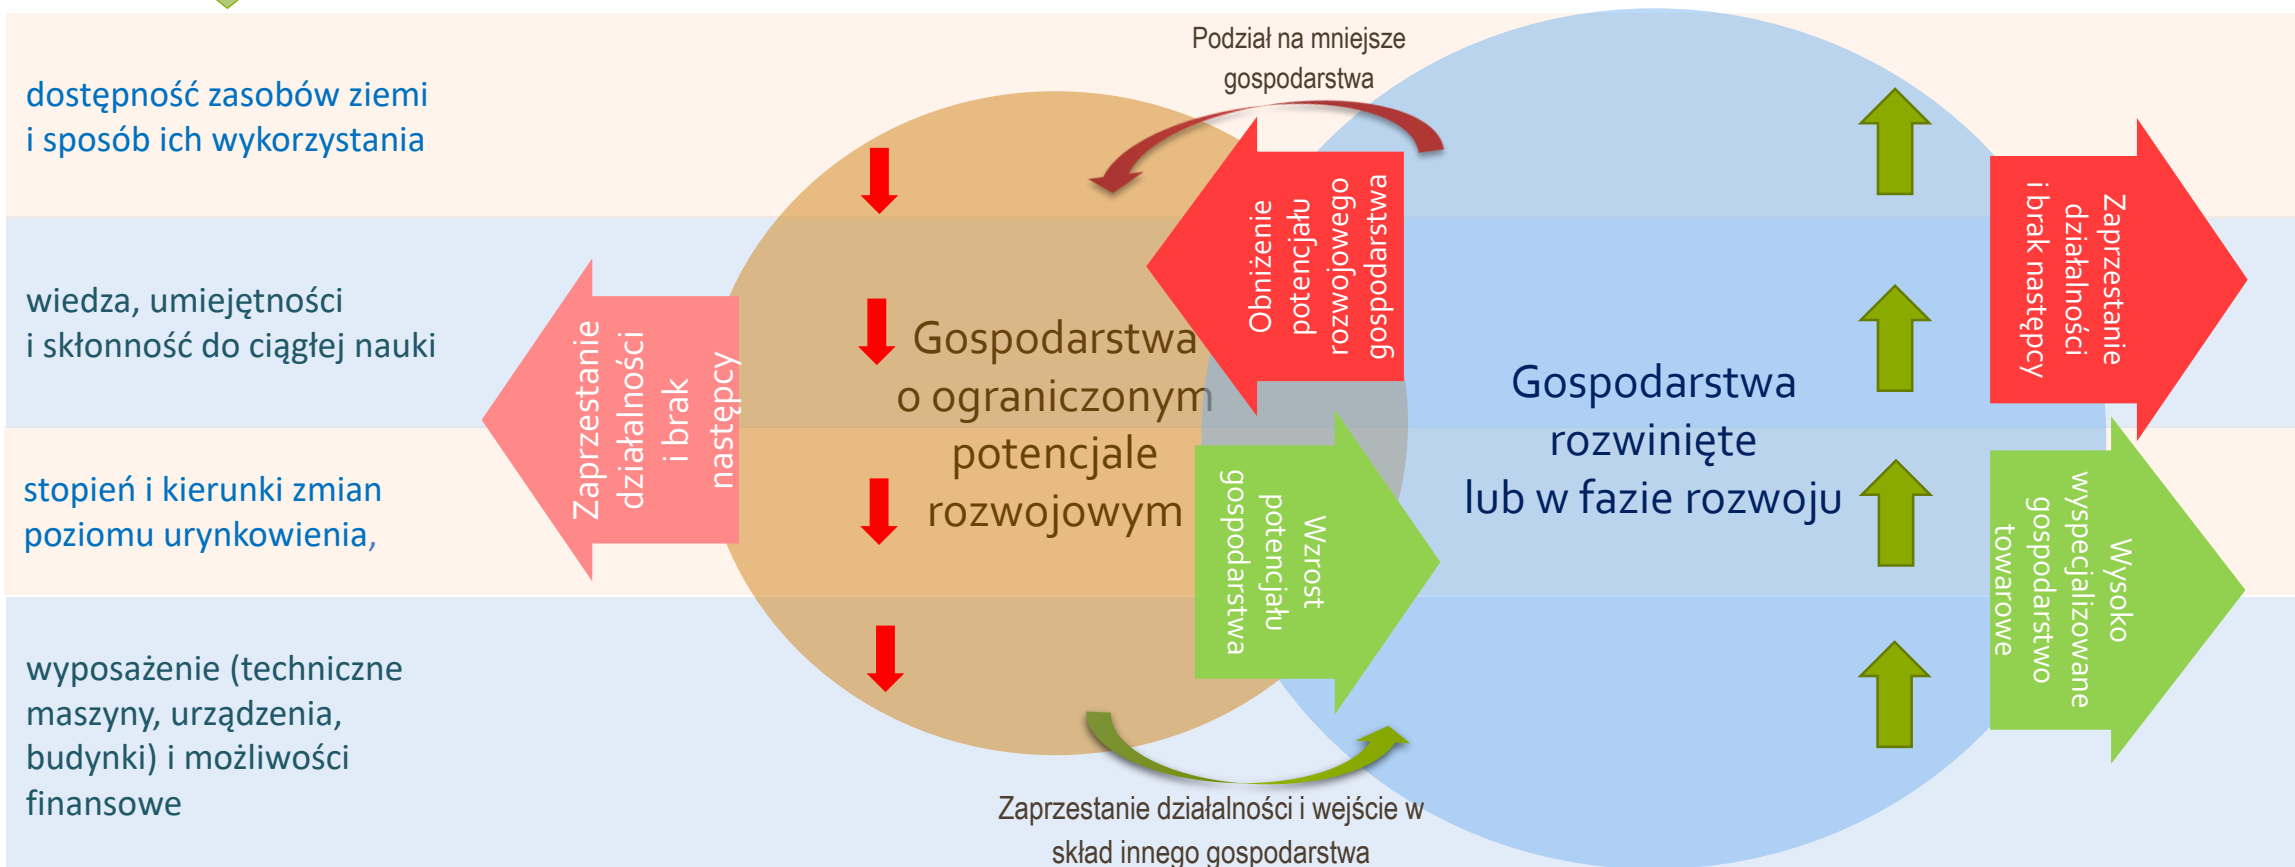 Podział na mniejsze
gospodarstwa
dostępność zasobów ziemi
i sposób ich wykorzystania
wiedza, umiejętności
i skłonność do ciągłej nauki
stopień i kierunki zmian
poziomu urynkowienia,
wyposażenie (techniczne
maszyny, urządzenia,
budynki) i możliwości
finansowe
Zaprzestanie
działalności
i brak
następcy
Gospodarstwa
o ograniczonym
potencjale
rozwojowym
Obniżenie
potencjału
rozwojowego
gospodarstwa
Wzrost
potencjału
gospodarstwa
Gospodarstwa
rozwinięte
lub w fazie rozwoju
Zaprzestanie
działalności
i brak następcy
Wysoko
wyspecjalizowane
gospodarstwo
towarowe
Zaprzestanie działalności i wejście w
skład innego gospodarstwa